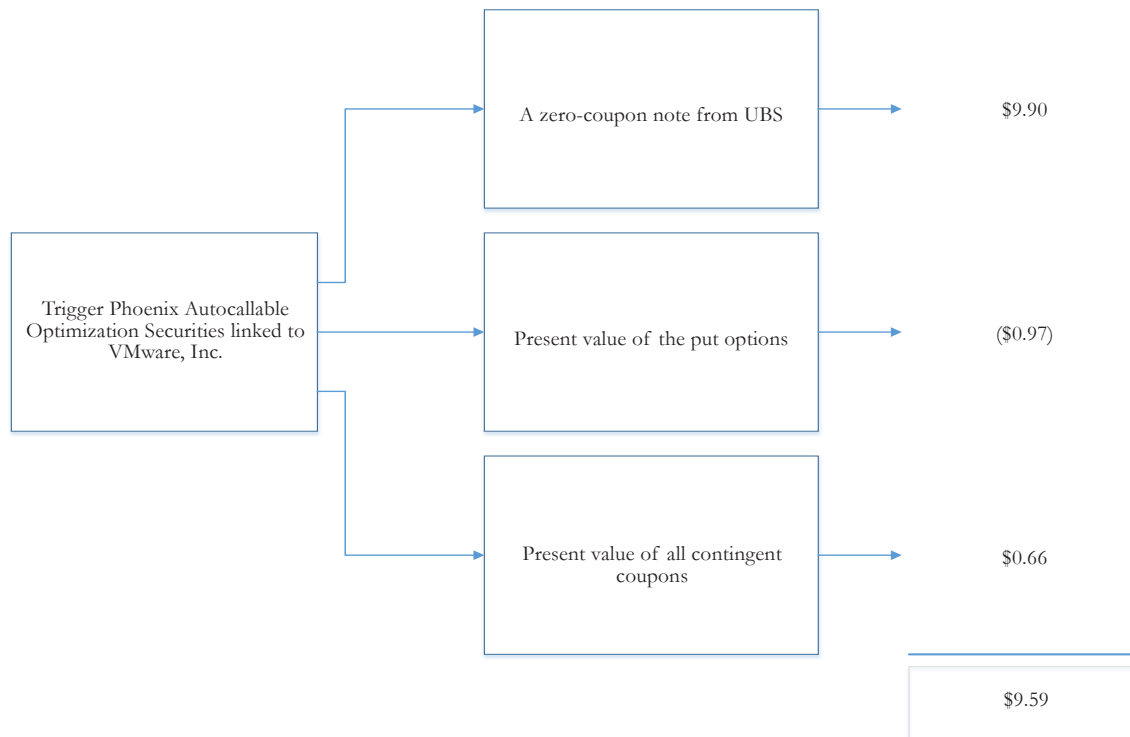 A zero-coupon note from UBS
$9.90
Trigger Phoenix Autocallable
Optimization Securities linked to
VMware, Inc.
Present value of the put options
($0.97)
Present value of all contingent
coupons
$0.66
$9.59